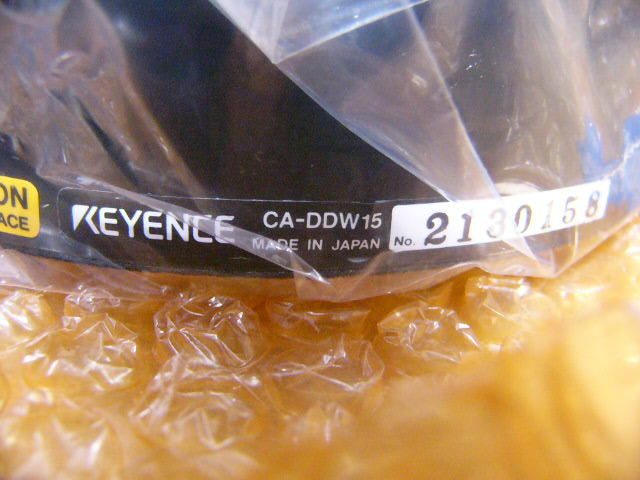 ON
ACE
KEYENCE CA-DDW15
MADE IN JAPAN No. 2130158